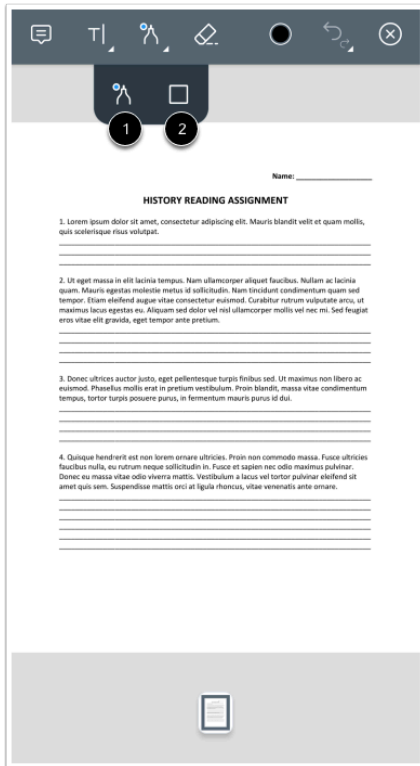 T|
1
2
Name: ____________________
HISTORY READING ASSIGNMENT
1. Lorem ipsum dolor sit amet, consectetur adipiscing elit. Mauris blandit velit et quam mollis,
quis scelerisque risus volutpat.
2. Ut eget massa in elit lacinia tempus. Nam ullamcorper aliquet faucibus. Nullam ac lacinia
quam. Mauris egestas molestie metus id sollicitudin. Nam tincidunt condimentum quam sed
tempor. Etiam eleifend augue vitae consectetur euismod. Curabitur rutrum vulputate arcu, ut
maximus lacus egestas eu. Aliquam sed dolor vel nisl ullamcorper mollis vel nec mi. Sed feugiat
eros vitae elit gravida, eget tempor ante pretium.
3. Donec ultrices auctor justo, eget pellentesque turpis finibus sed. Ut maximus non libero ac
euismod. Phasellus mollis erat in pretium vestibulum. Proin blandit, massa vitae condimentum
tempus, tortor turpis posuere purus, in fermentum mauris purus id dui.
4. Quisque hendrerit est non lorem ornare ultricies. Proin non commodo massa. Fusce ultricies
faucibus nulla, eu rutrum neque sollicitudin in. Fusce et sapien nec odio maximus pulvinar.
Donec eu massa vitae odio viverra mattis. Vestibulum a lacus vel tortor pulvinar eleifend sit
amet quis sem. Suspendisse mattis orci at ligula rhoncus, vitae venenatis ante ornare.